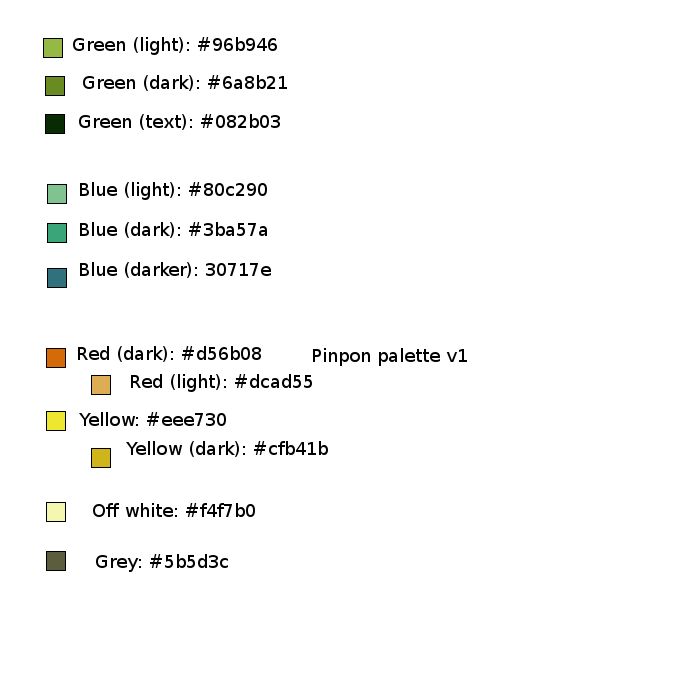 Green (light): #96b946
Green (dark): #6a8b21
Green (text): #082b03
Blue (light): #80c290
Blue (dark): #3ba57a
Blue (darker): 30717e
Red (dark): #d56b08
Pinpon palette v1
Red (light): #dcad55
Yellow: #eee730
Yellow (dark): #cfb41b
Off white: #f4f7b0
Grey: #5b5d3c